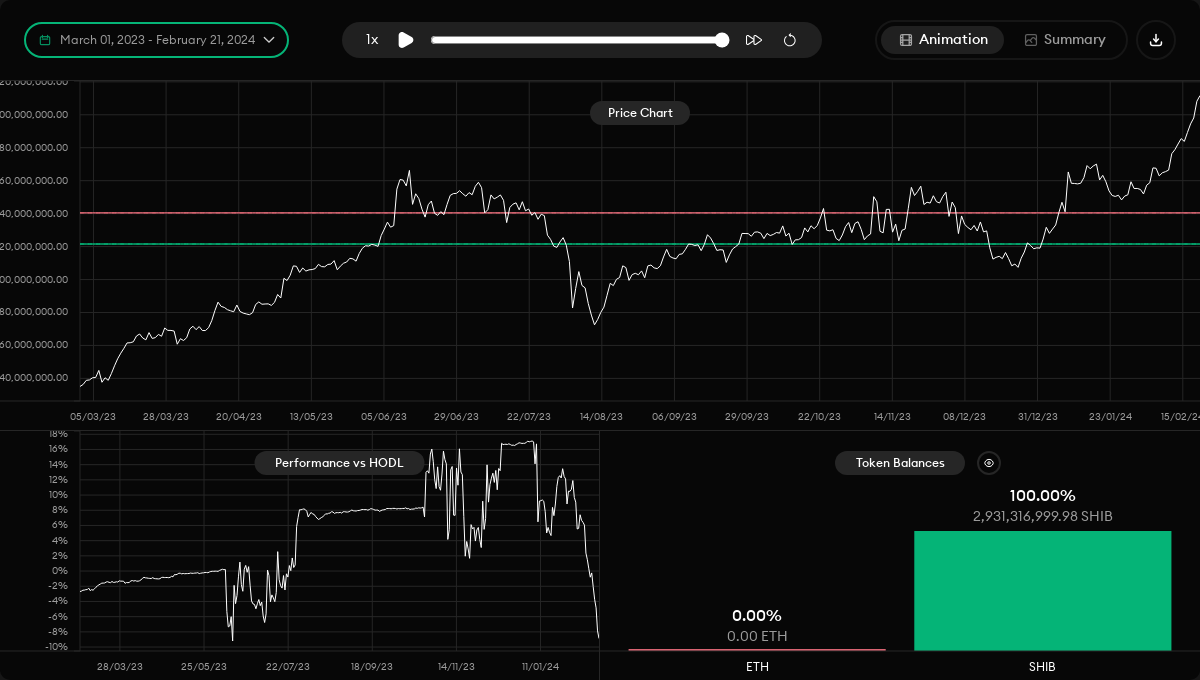 March 01, 2023 - February 21, 2024
1x
Animation
Summary
Price Chart
20,000,000.00
00,000,000.00
80,000,000.00
60,000,000.00
40,000,000.00
20,000,000.00
00,000,000.00
80,000,000.00
60,000,000.00
40,000,000.00
05/03/23 28/03/23 20/04/23 13/05/23 05/06/23 29/06/23 22/07/23 14/08/23 06/09/23 29/09/23 22/10/23 14/11/23 08/12/23 31/12/23 23/01/24 15/02/24
Performance vs HODL
18%
16%
14%
12%
10%
8%
6%
4%
2%
0%
-2%
-4%
-6%
-8%
-10%
28/03/23 25/05/23 22/07/23 18/09/23 14/11/23 11/01/24
Token Balances
100.00%
2,931,316,999.98 SHIB
0.00%
0.00 ETH
ETH SHIB